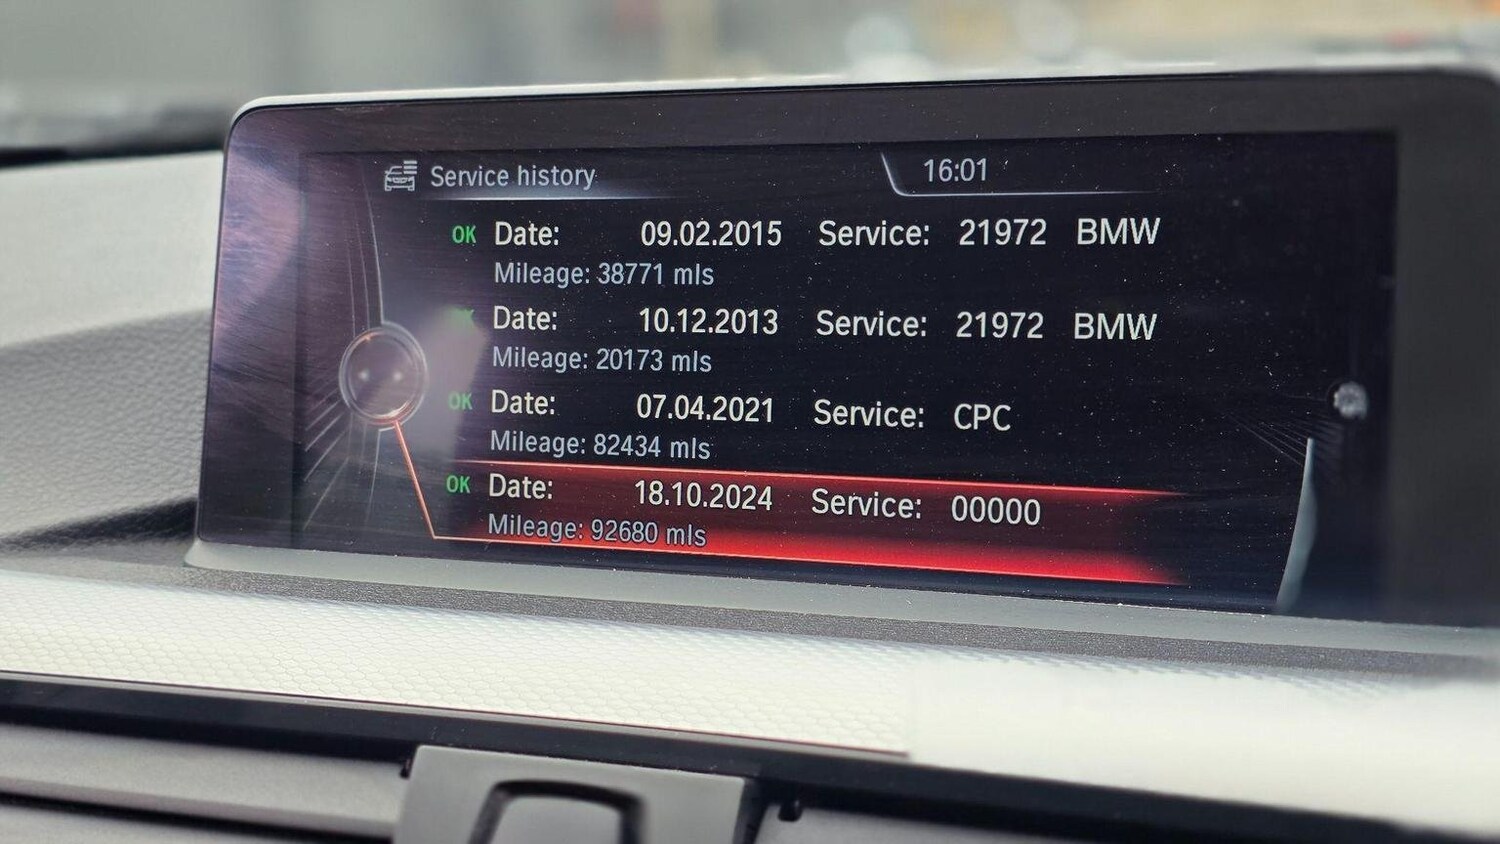 Service history 16:01
OK Date: 09.02.2015 Service: 21972 BMW
Mileage: 38771 mls
OK Date: 10.12.2013 Service: 21972 BMW
Mileage: 20173 mls
OK Date: 07.04.2021 Service: CPC
Mileage: 82434 mls
OK Date: 18.10.2024 Service: 00000
Mileage: 92680 mls